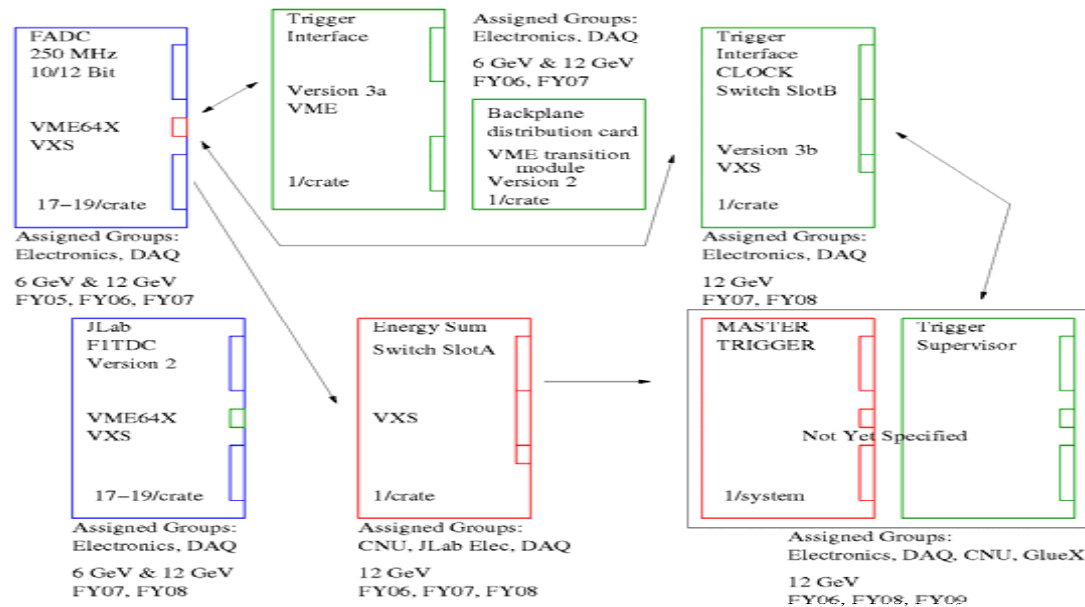 FADC
250 MHz
10/12 Bit
VME64X
VXS
17-19/crate
Assigned Groups:
Electronics, DAQ
6 GeV & 12 GeV
FY05, FY06, FY07
Trigger
Interface
Version 3a
VME
1/crate
Assigned Groups:
Electronics, DAQ
6 GeV & 12 GeV
FY06, FY07
Backplane
distribution card
VME transition
module
Version 2
1/crate
Trigger
Interface
CLOCK
Switch SlotB
Version 3b
VXS
1/crate
Assigned Groups:
Electronics, DAQ
12 GeV
FY07, FY08
JLab
F1TDC
Version 2
VME64X
VXS
17-19/crate
Assigned Groups:
Electronics, DAQ
6 GeV & 12 GeV
FY07, FY08
Energy Sum
Switch SlotA
VXS
1/crate
Assigned Groups:
CNU, JLab Elec, DAQ
12 GeV
FY06, FY07, FY08
MASTER
TRIGGER
Trigger
Supervisor
Not Yet Specified
1/system
Assigned Groups:
Electronics, DAQ, CNU, GlueX
12 GeV
FY06, FY08, FY09